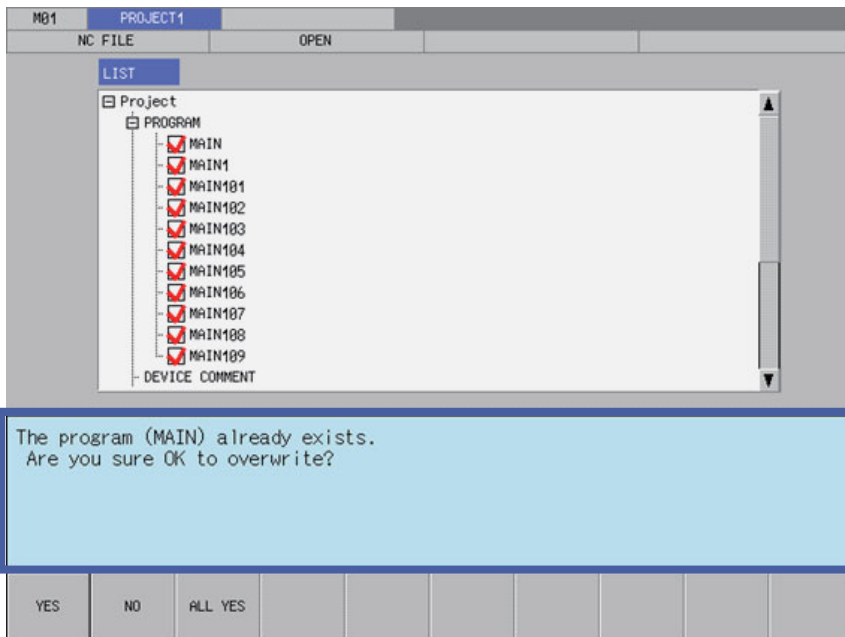 M01 PROJECT1
NC FILE OPEN
LIST
Project
PROGRAM
MAIN
MAIN1
MAIN101
MAIN102
MAIN103
MAIN104
MAIN105
MAIN106
MAIN107
MAIN108
MAIN109
DEVICE COMMENT
The program (MAIN) already exists.
Are you sure OK to overwrite?
YES NO ALL YES